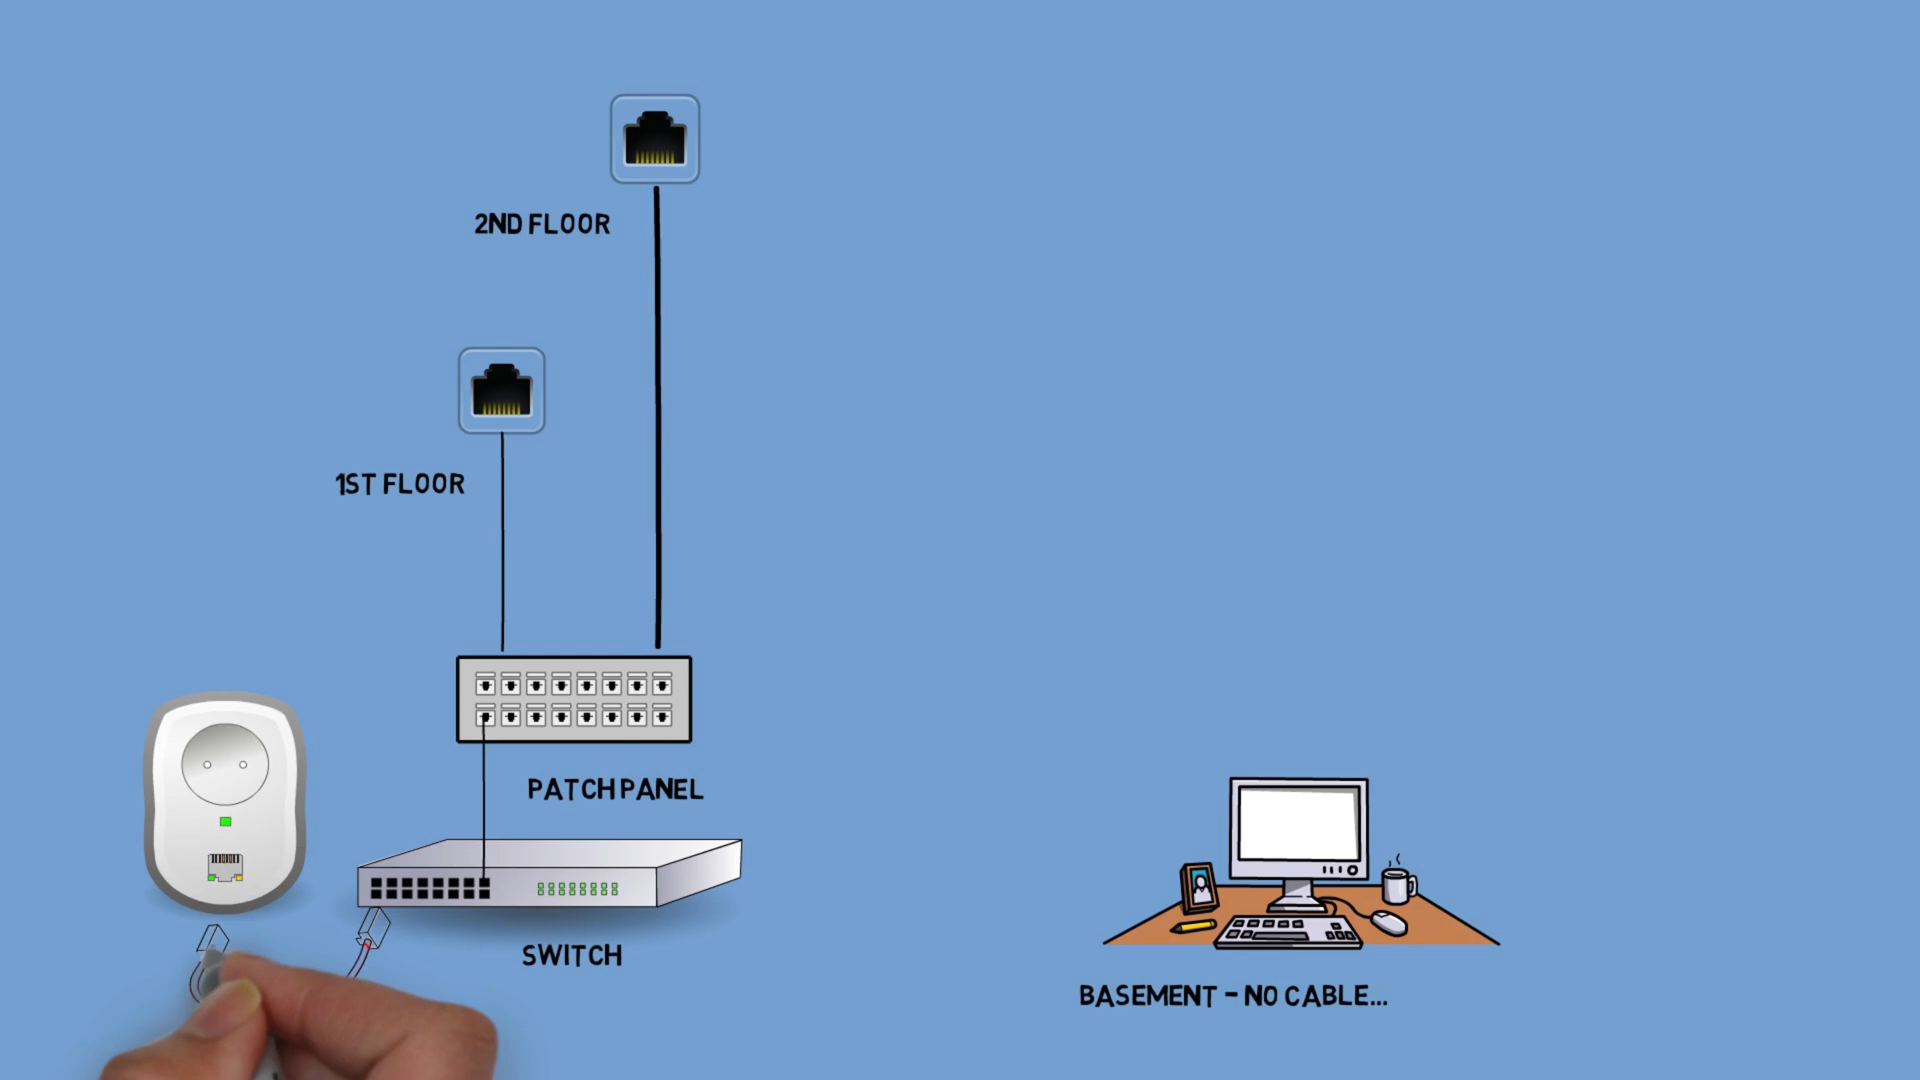 2ND FLOOR
1ST FLOOR
PATCH PANEL
SWITCH
BASEMENT - NO CABLE...